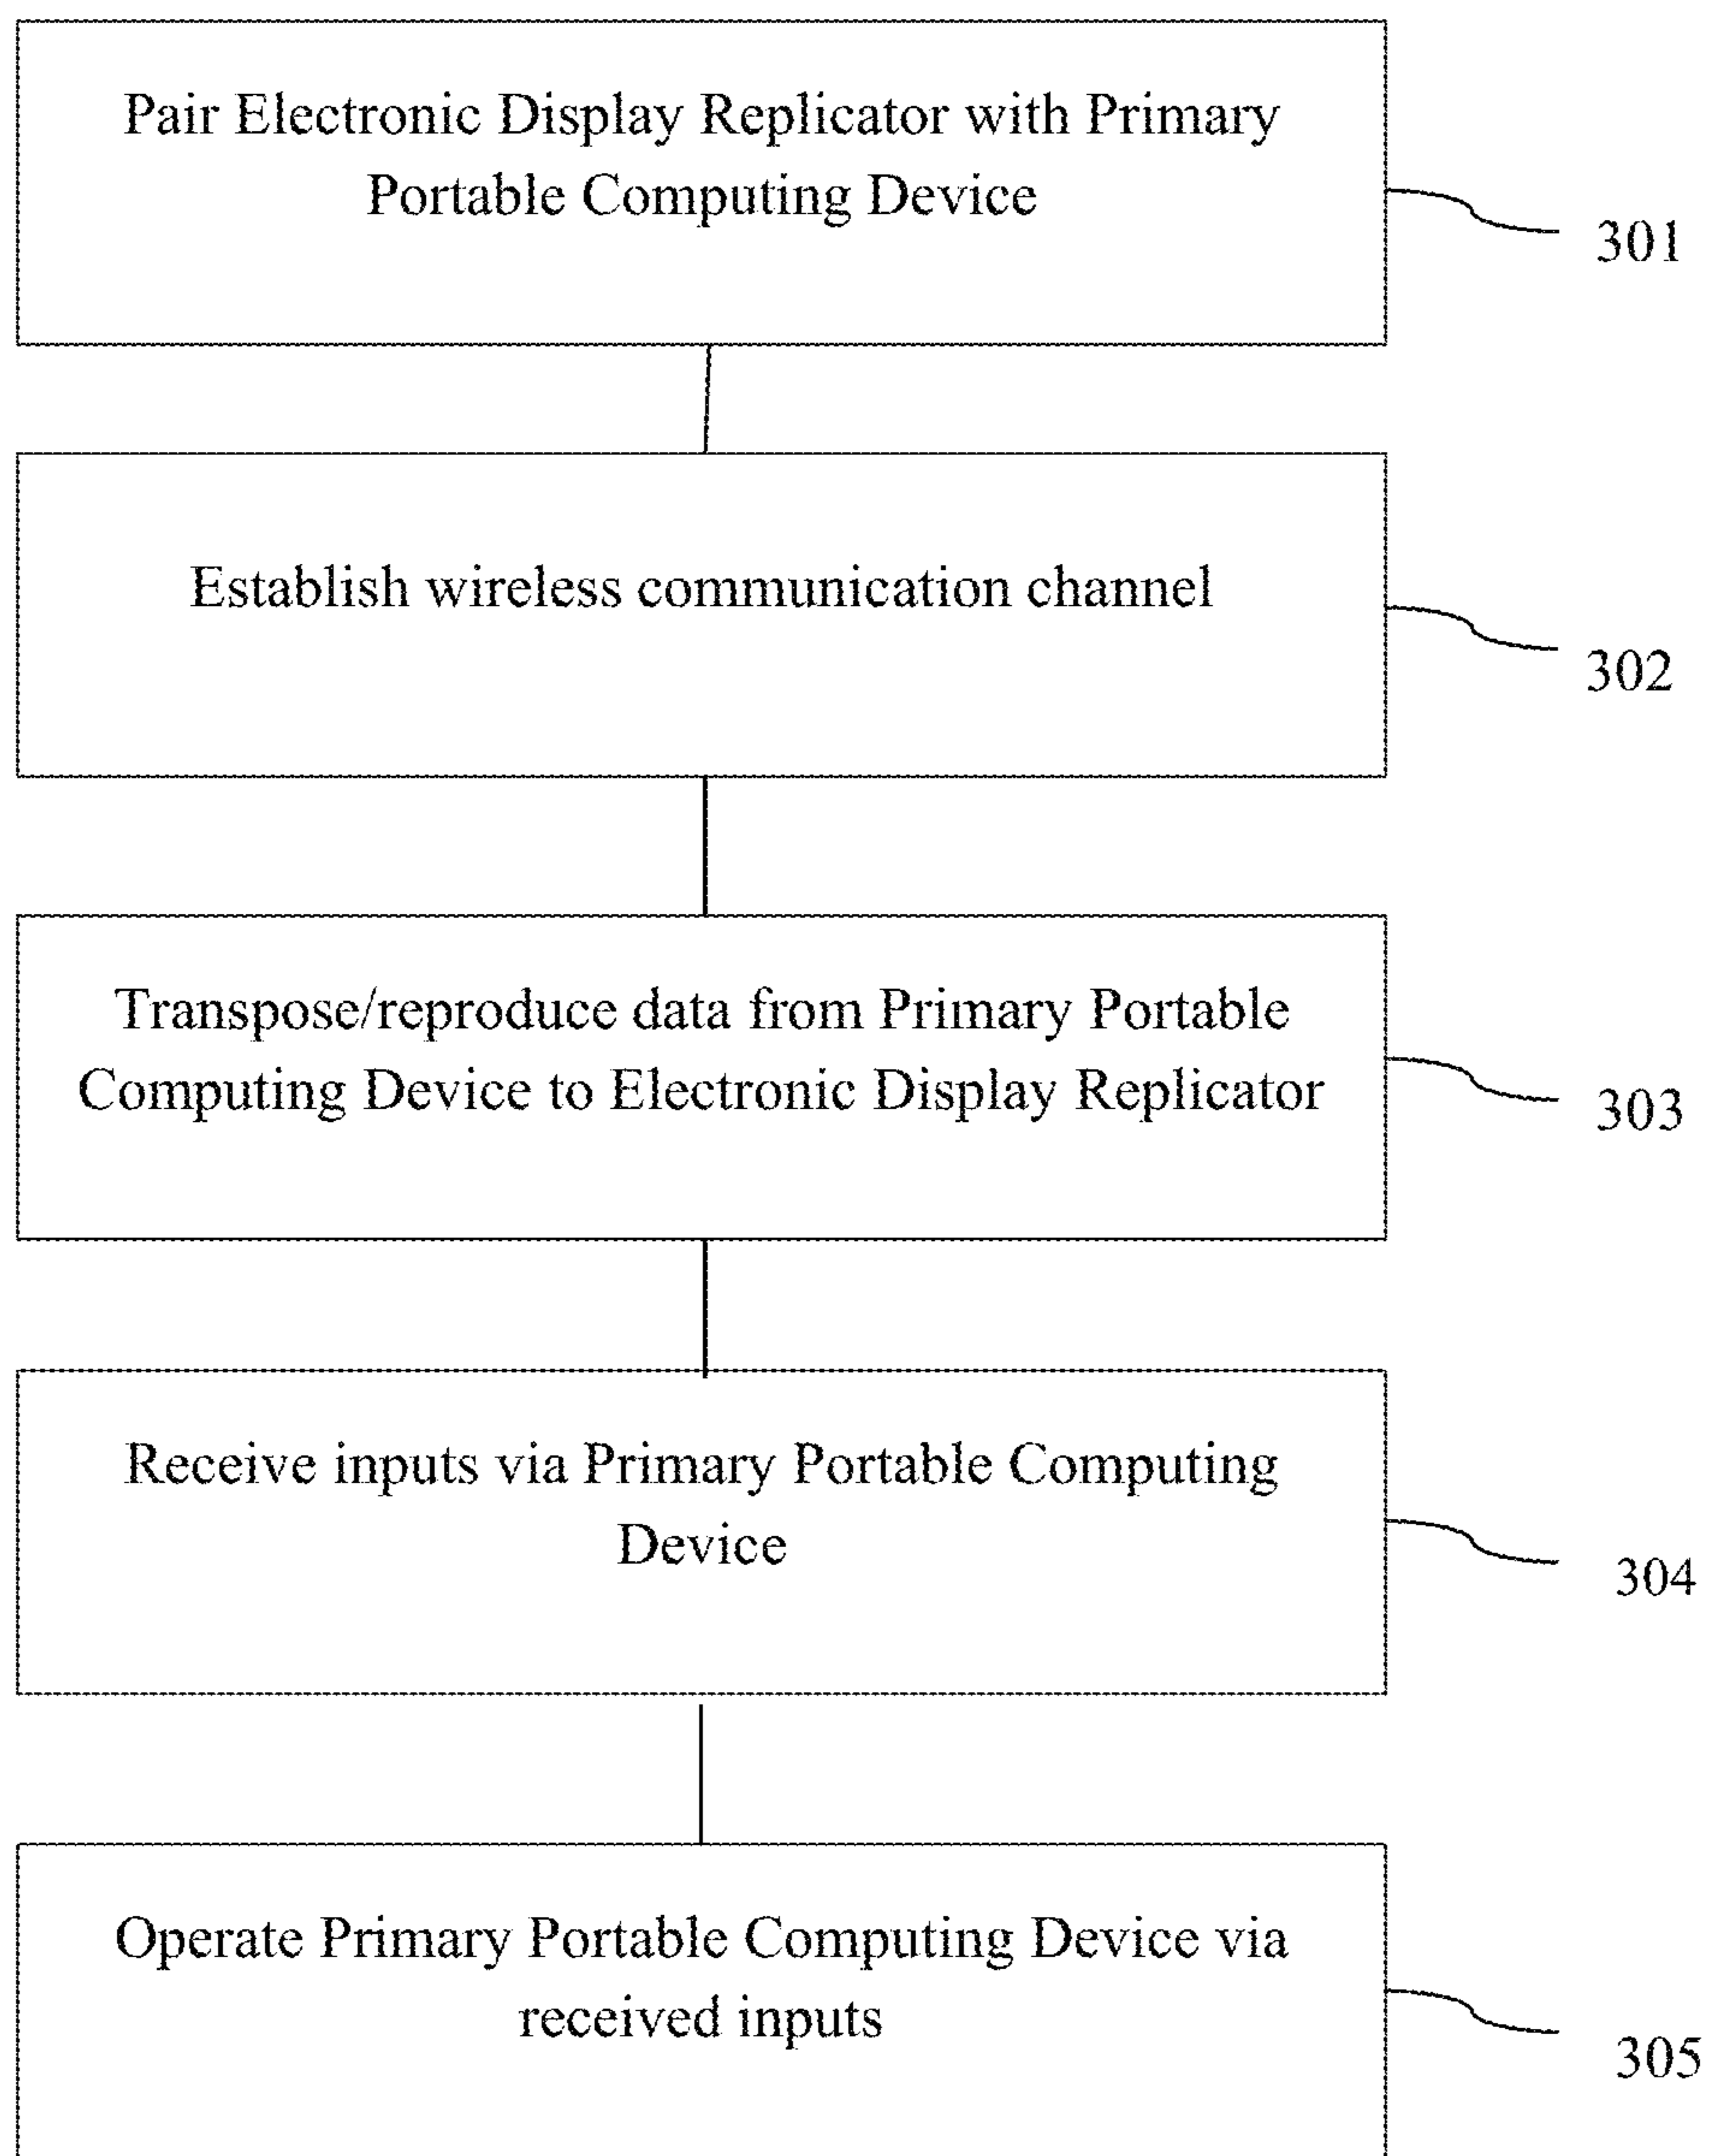 Pair Electronic Display Replicator with Primary
Portable Computing Device
301
Establish wireless communication channel
302
Transpose/reproduce data from Primary Portable
Computing Device to Electronic Display Replicator
303
Receive inputs via Primary Portable Computing
Device
304
Operate Primary Portable Computing Device via
received inputs
305